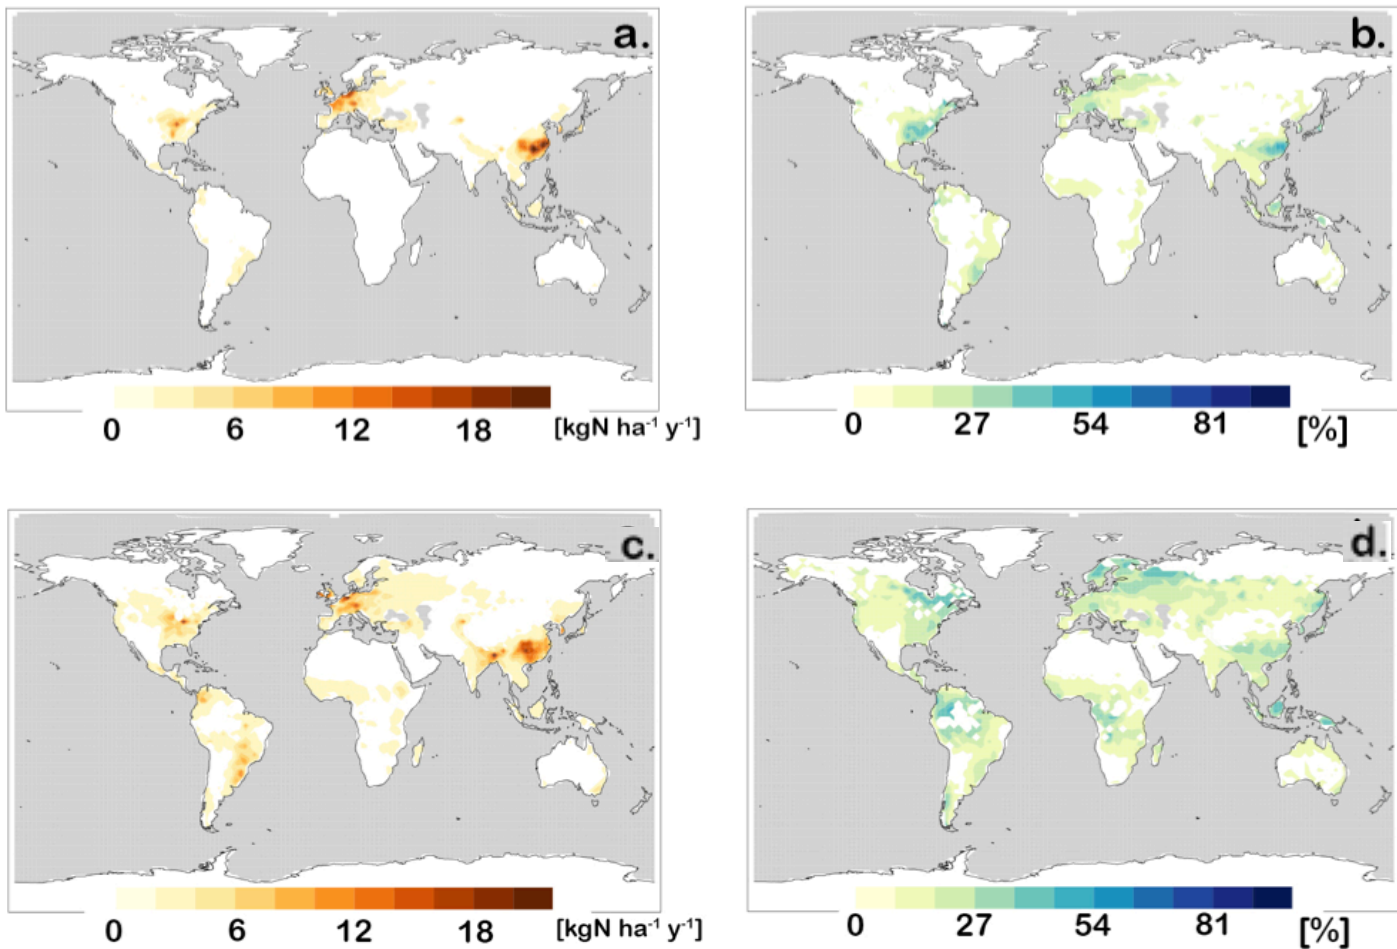 a.
b.
0 6 12 18 [kgN ha⁻¹ y⁻¹]
0 27 54 81 [%]
c.
d.
0 6 12 18 [kgN ha⁻¹ y⁻¹]
0 27 54 81 [%]